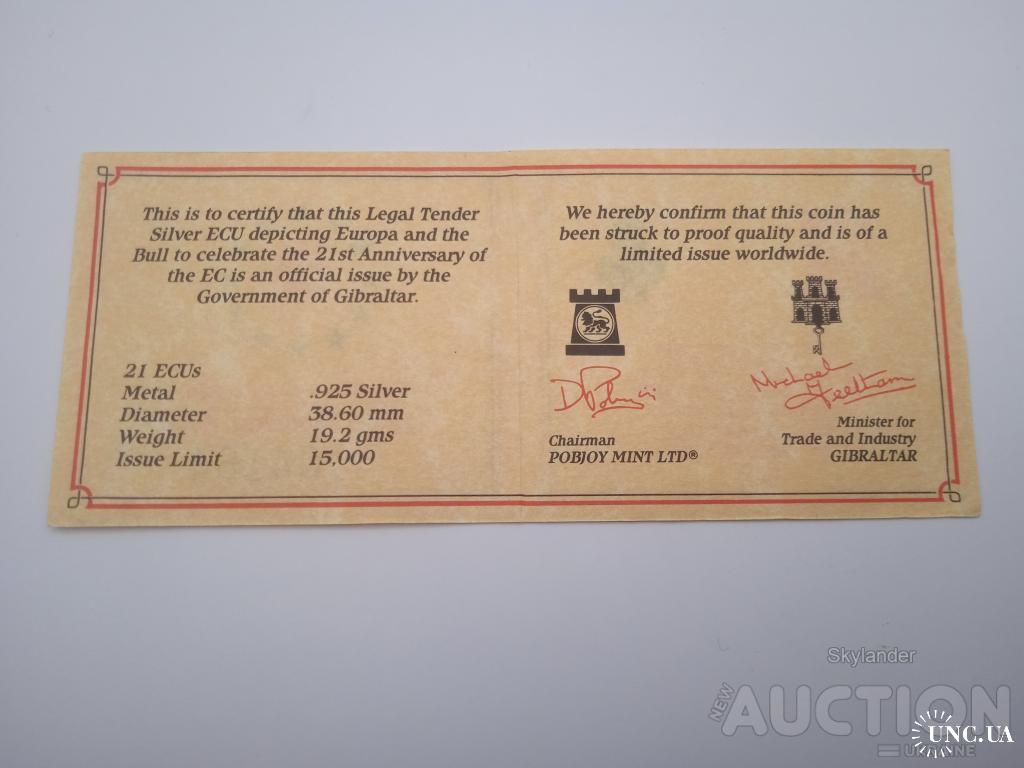 This is to certify that this Legal Tender
Silver ECU depicting Europa and the
Bull to celebrate the 21st Anniversary of
the EC is an official issue by the
Government of Gibraltar.
21 ECUs
Metal .925 Silver
Diameter 38.60 mm
Weight 19.2 gms
Issue Limit 15,000
We hereby confirm that this coin has
been struck to proof quality and is of a
limited issue worldwide.
Michael Feetham
Chairman
POBJOY MINT LTD®
Minister for
Trade and Industry
GIBRALTAR
Skylander
NEW AUCTION
UKRAINE
UNC.UA